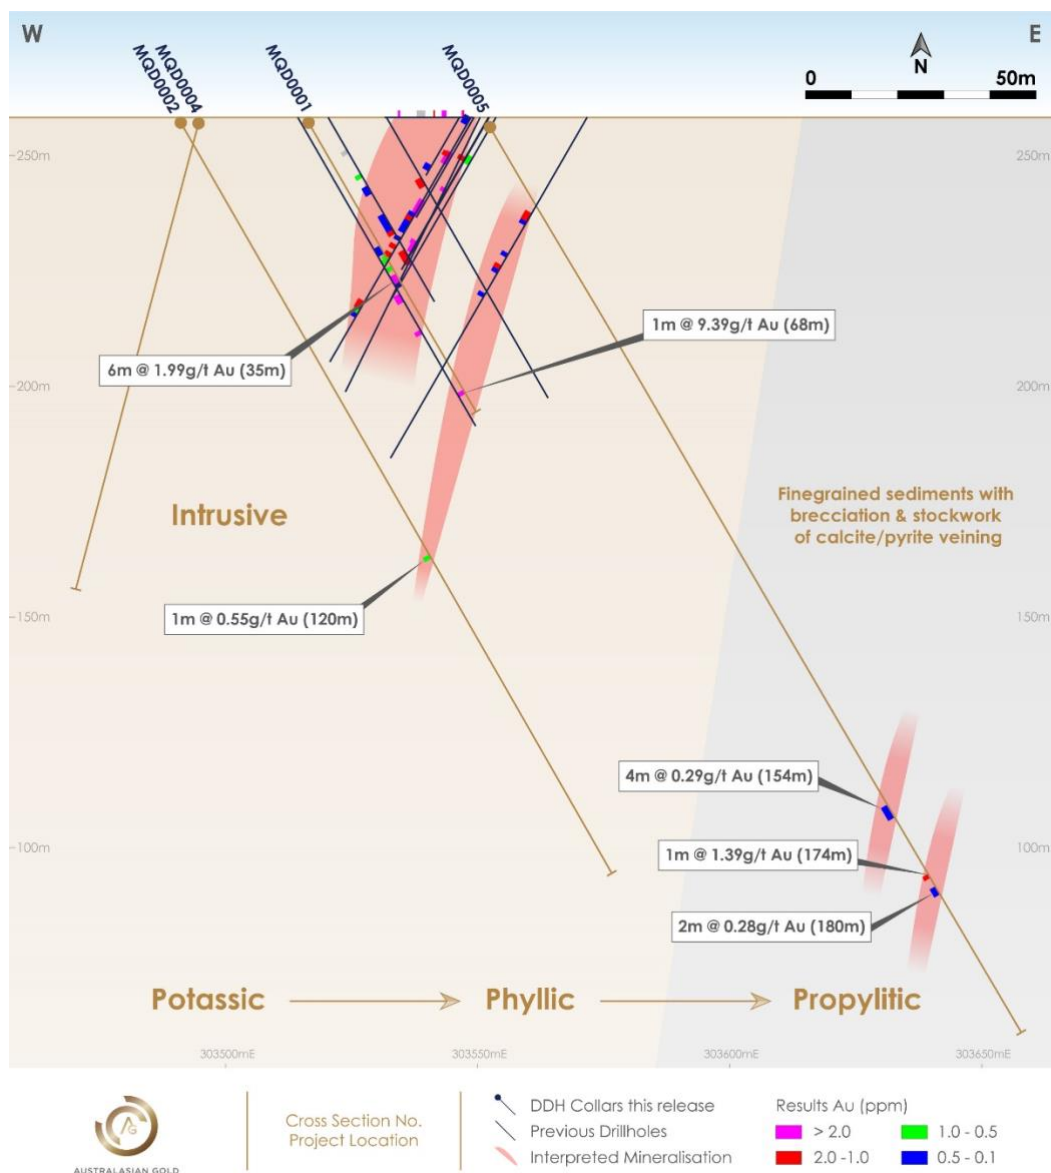 W
E
MQD0002
MQD0004
MQD0001
MQD0005
N
0
50m
250m
250m
1m @ 9.39g/t Au (68m)
6m @ 1.99g/t Au (35m)
200m
200m
Intrusive
Finegrained sediments with
brecciation & stockwork
of calcite/pyrite veining
1m @ 0.55g/t Au (120m)
150m
150m
4m @ 0.29g/t Au (154m)
100m
100m
1m @ 1.39g/t Au (174m)
2m @ 0.28g/t Au (180m)
Potassic
Phyllic
Propylitic
303500mE
303550mE
303600mE
303650mE
AG
AUSTRALASIAN GOLD
Cross Section No.
Project Location
DDH Collars this release
Previous Drillholes
Interpreted Mineralisation
Results Au (ppm)
> 2.0
1.0 - 0.5
2.0 -1.0
0.5 - 0.1